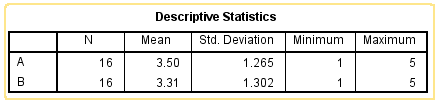 Descriptive Statistics
N Mean Std. Deviation Minimum Maximum
A 16 3.50 1.265 1 5
B 16 3.31 1.302 1 5